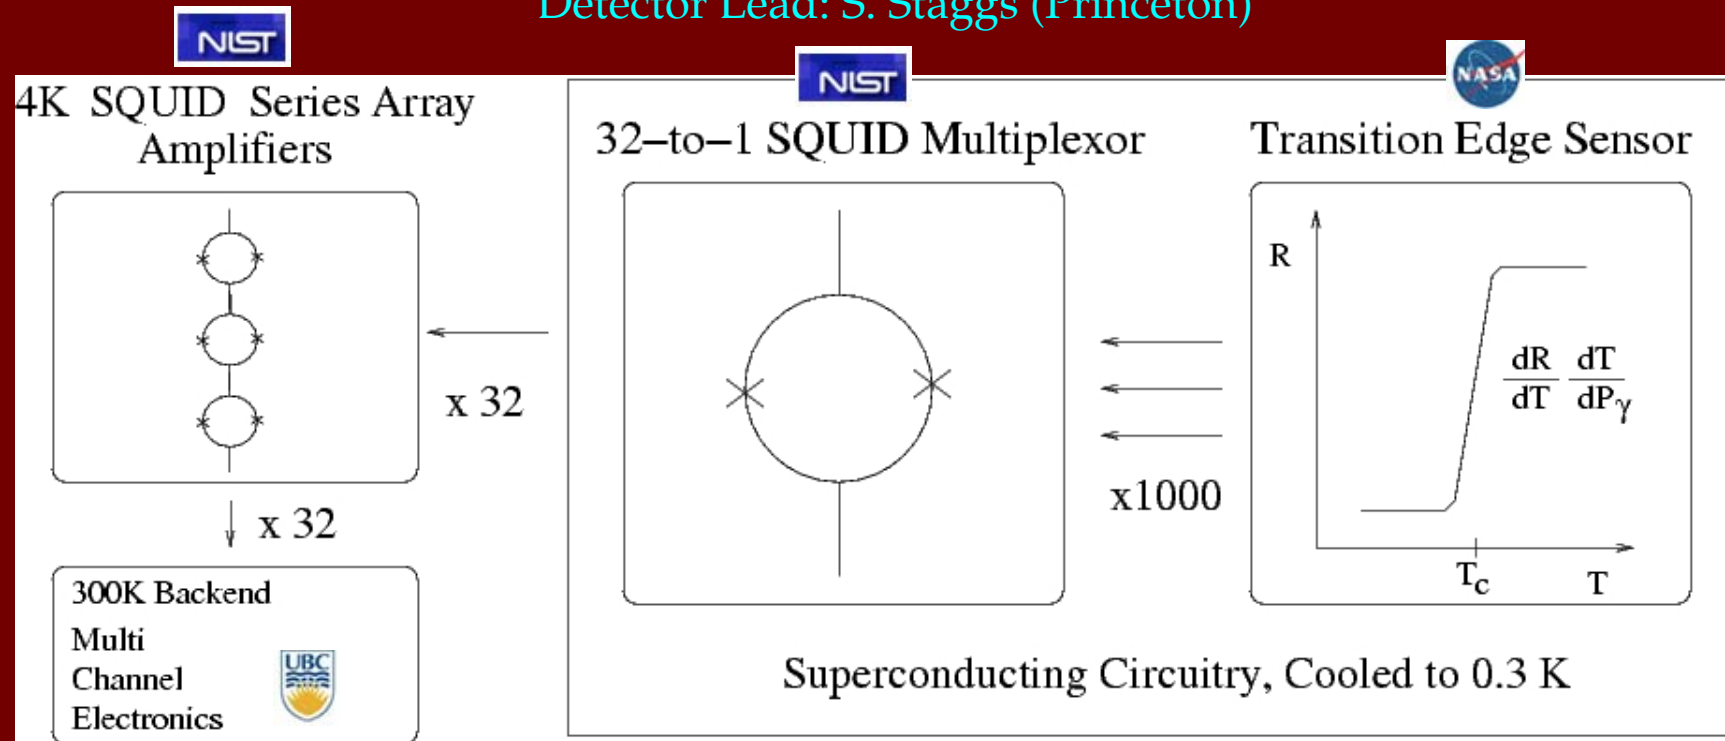 Detector Lead: S. Staggs (Princeton)
NIST
NIST
NASA
4K SQUID Series Array
Amplifiers
32–to–1 SQUID Multiplexor
Transition Edge Sensor
R
dR dT
dT dPγ
x 32
x1000
x 32
Tc T
300K Backend
Multi
Channel
Electronics
UBC
Superconducting Circuitry, Cooled to 0.3 K